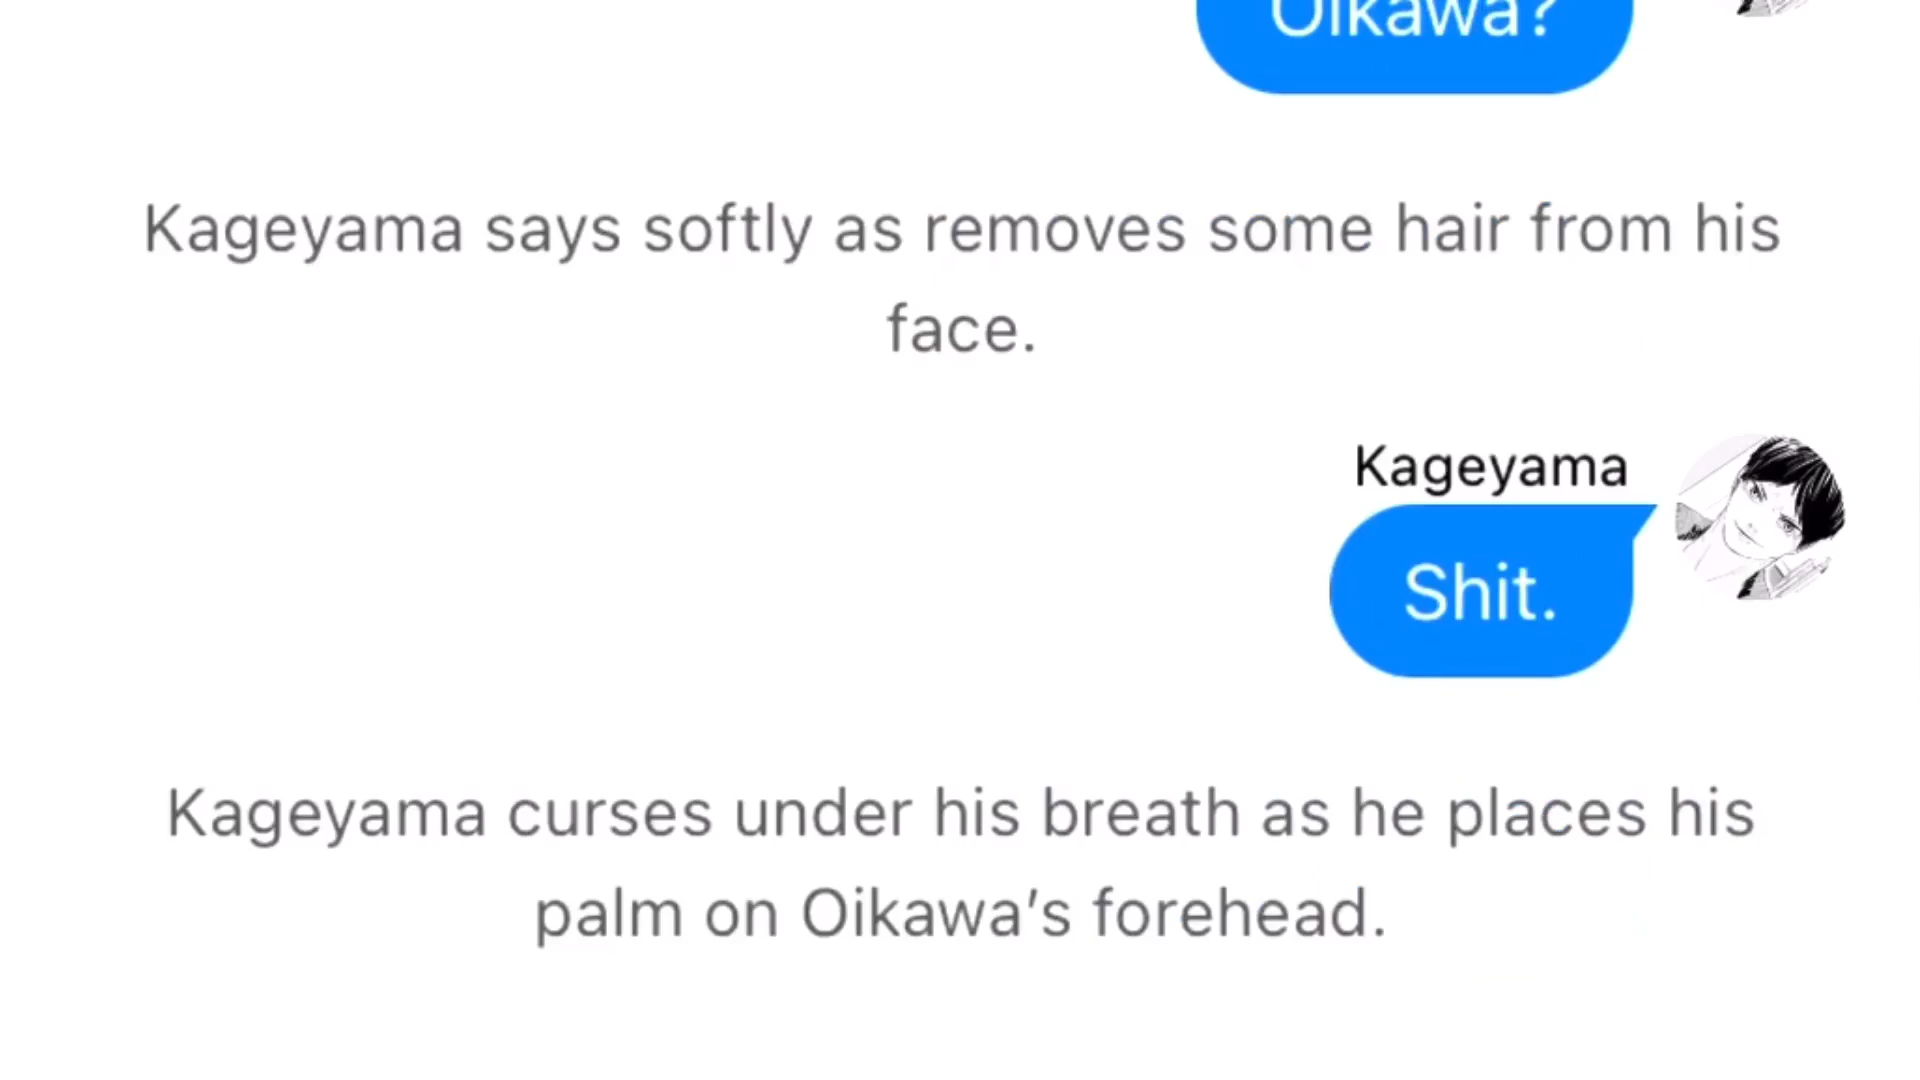 Oikawa?
Kageyama says softly as removes some hair from his
face.
Kageyama
Shit.
Kageyama curses under his breath as he places his
palm on Oikawa's forehead.